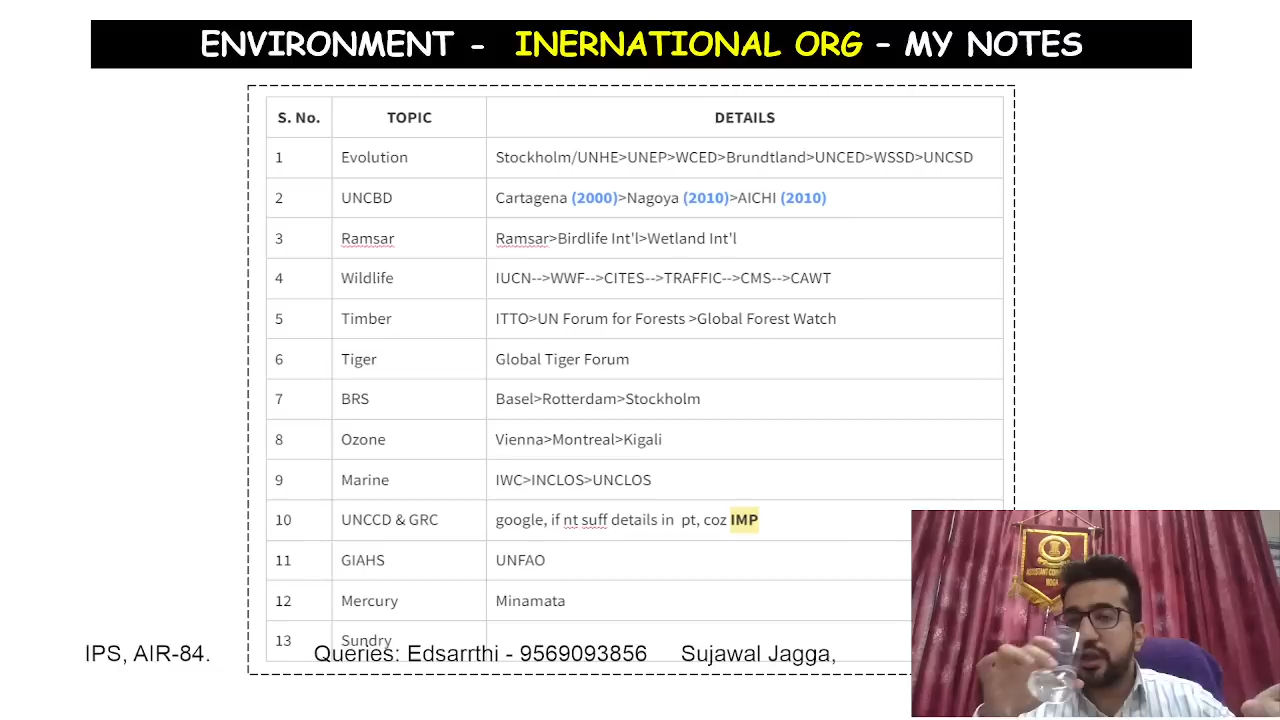 ENVIRONMENT - INERNATIONAL ORG – MY NOTES
S. No. TOPIC DETAILS
1 Evolution Stockholm/UNHE>UNEP>WCED>Brundtland>UNCED>WSSD>UNCSD
2 UNCBD Cartagena (2000)>Nagoya (2010)>AICHI (2010)
3 Ramsar Ramsar>Birdlife Int'l>Wetland Int'l
4 Wildlife IUCN-->WWF-->CITES-->TRAFFIC-->CMS-->CAWT
5 Timber ITTO>UN Forum for Forests >Global Forest Watch
6 Tiger Global Tiger Forum
7 BRS Basel>Rotterdam>Stockholm
8 Ozone Vienna>Montreal>Kigali
9 Marine IWC>INCLOS>UNCLOS
10 UNCCD & GRC google, if nt suff details in pt, coz IMP
11 GIAHS UNFAO
12 Mercury Minamata
13 Sundry
IPS, AIR-84. Queries: Edsarrthi - 9569093856 Sujawal Jagga,